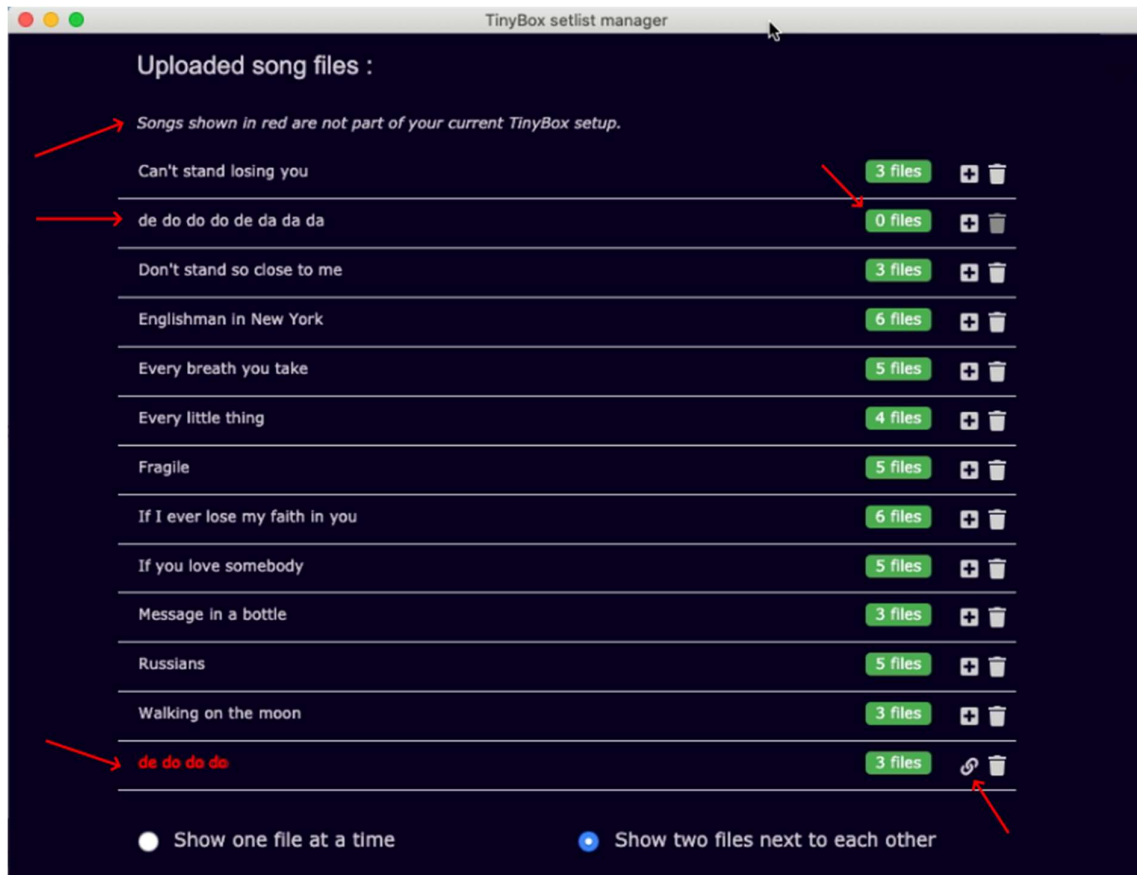 TinyBox setlist manager
Uploaded song files :
Songs shown in red are not part of your current TinyBox setup.
Can't stand losing you 3 files
de do do do de da da da 0 files
Don't stand so close to me 3 files
Englishman in New York 6 files
Every breath you take 5 files
Every little thing 4 files
Fragile 5 files
If I ever lose my faith in you 6 files
If you love somebody 5 files
Message in a bottle 3 files
Russians 5 files
Walking on the moon 3 files
de do do do 3 files
Show one file at a time Show two files next to each other